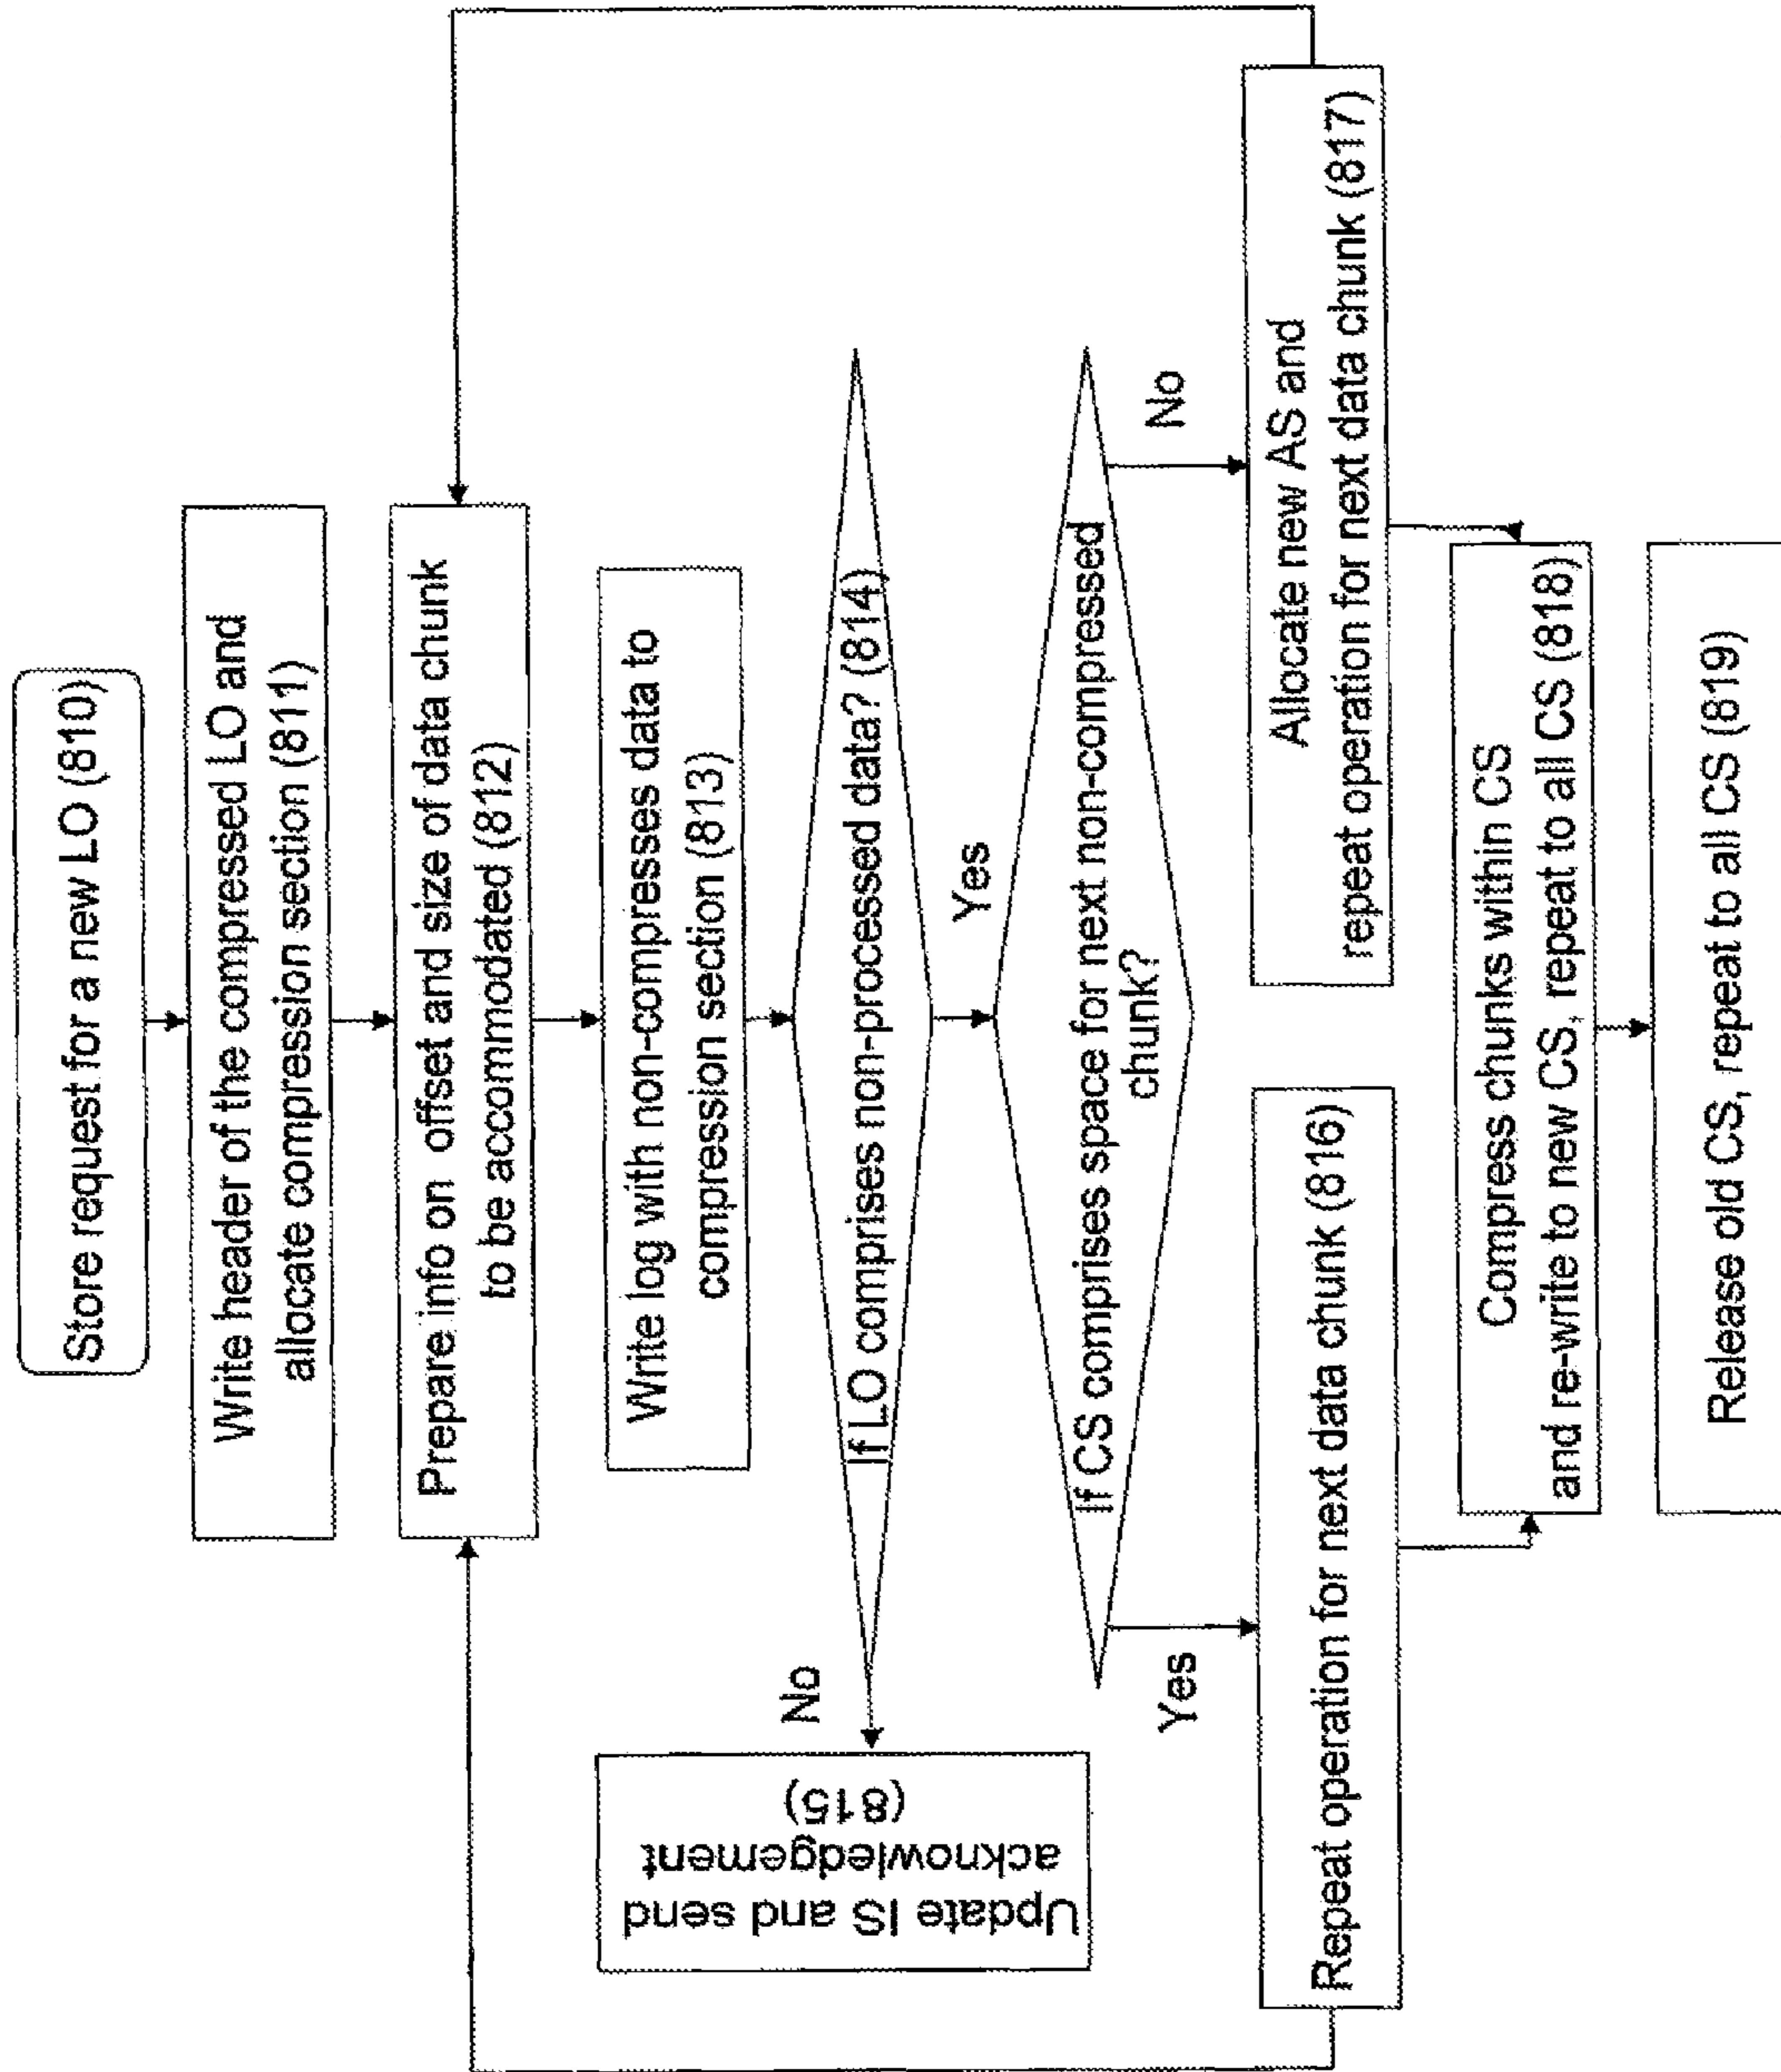 Store request for a new LO (810)
Write header of the compressed LO and
allocate compression section (811)
Prepare info on offset and size of data chunk
to be accommodated (812)
Write log with non-compresses data to
compression section (813)
If LO comprises non-processed data? (814)
No
Update IS and send
acknowledgement
(815)
Yes
If CS comprises space for next non-compressed
chunk?
Yes
No
Repeat operation for next data chunk (816)
Allocate new AS and
repeat operation for next data chunk (817)
Compress chunks within CS
and re-write to new CS, repeat to all CS (818)
Release old CS, repeat to all CS (819)